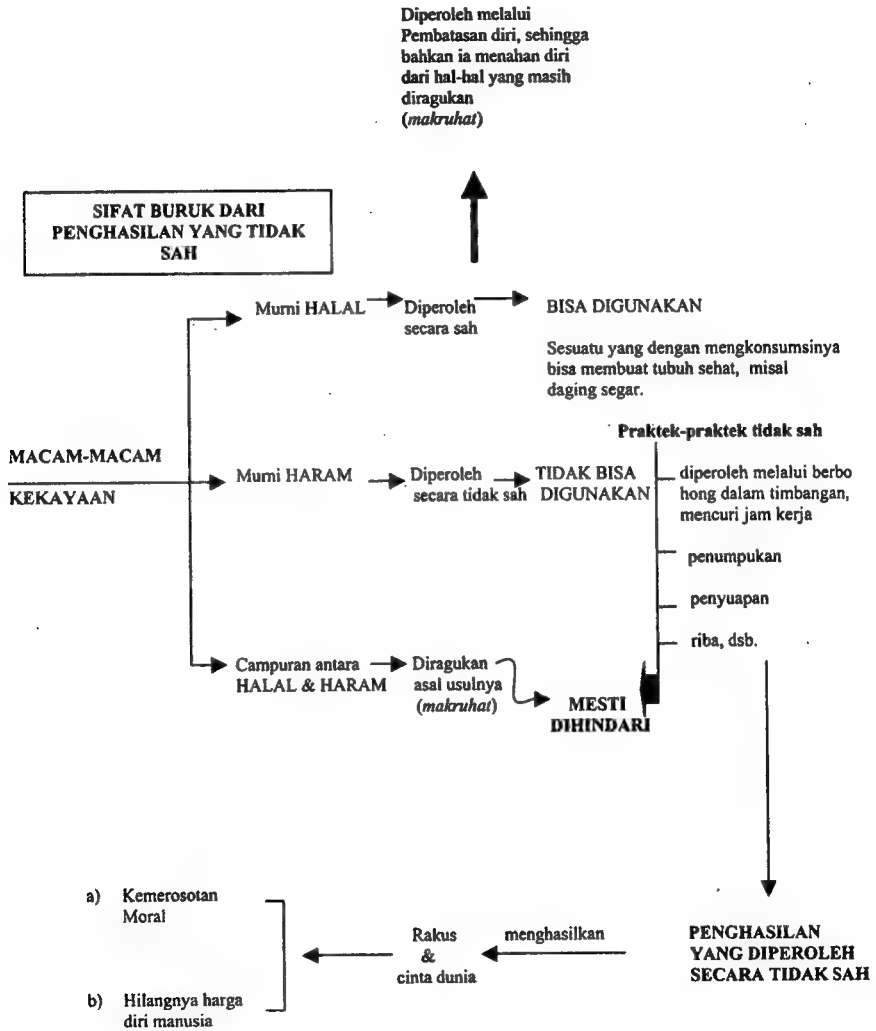 Diperoleh melalui
Pembatasan diri, sehingga
bahkan ia menahan diri
dari hal-hal yang masih
diragukan
(makruhat)
SIFAT BURUK DARI
PENGHASILAN YANG TIDAK
SAH
Murni HALAL
Diperoleh
secara sah
BISA DIGUNAKAN
Sesuatu yang dengan mengkonsumsinya
bisa membuat tubuh sehat, misal
daging segar.
Praktek-praktek tidak sah
MACAM-MACAM
KEKAYAAN
Murni HARAM
Diperoleh
secara tidak sah
TIDAK BISA
DIGUNAKAN
diperoleh melalui berbo
hong dalam timbangan,
mencuri jam kerja
penumpukan
penyuapan
riba, dsb.
Campuran antara
HALAL & HARAM
Diragukan
asal usulnya
(makruhat)
MESTI
DIHINDARI
a) Kemerosotan
Moral
b) Hilangnya harga
diri manusia
Rakus
&
cinta dunia
menghasilkan
PENGHASILAN
YANG DIPEROLEH
SECARA TIDAK SAH